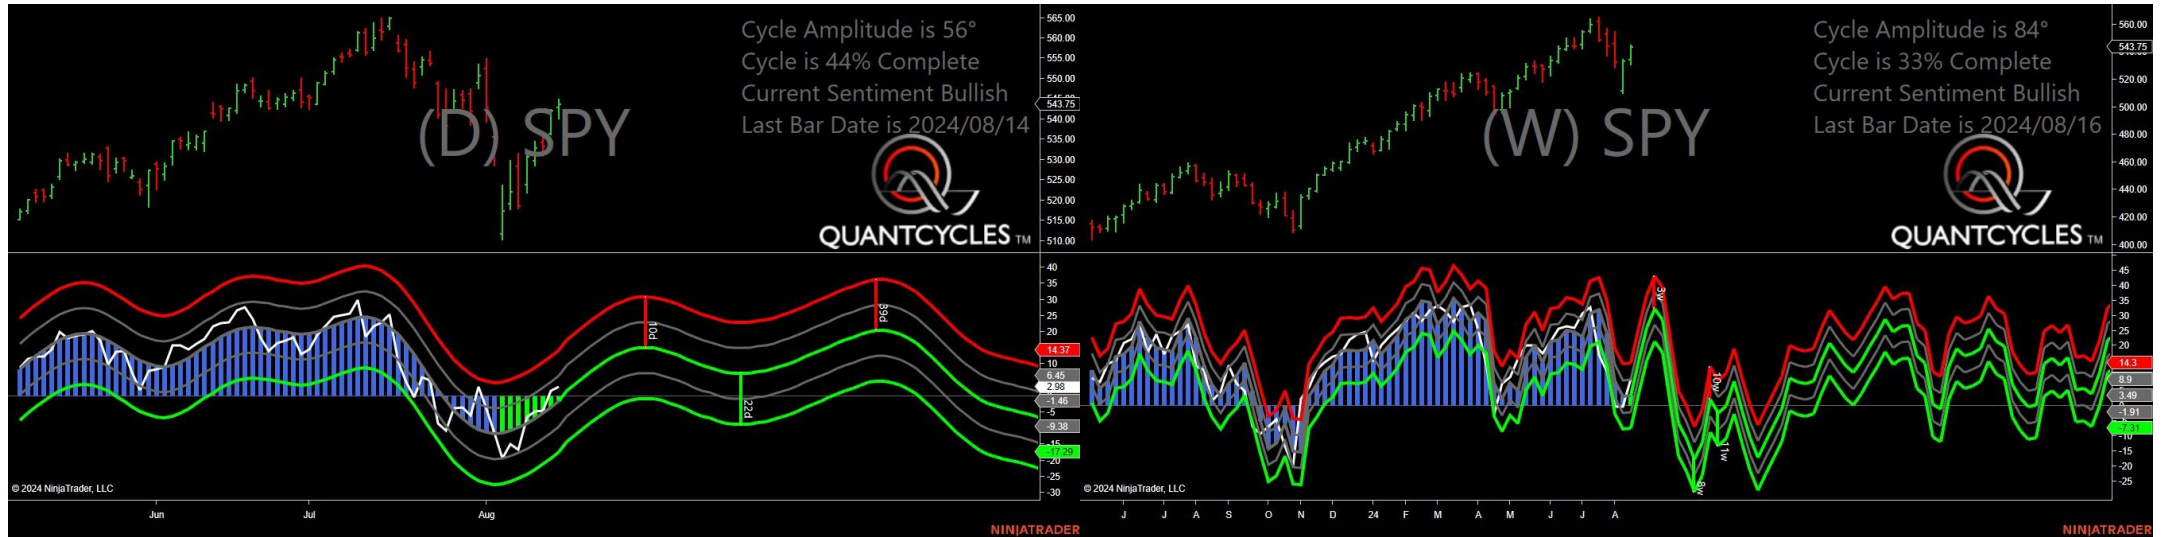 Cycle Amplitude is 56°
Cycle is 44% Complete
Current Sentiment Bullish
Last Bar Date is 2024/08/14
(D) SPY
QUANTCYCLES TM
565.00
560.00
555.00
550.00
543.75
540.00
535.00
530.00
525.00
520.00
515.00
510.00
40
35
30
25
20
14.37
10
6.45
2.98
-1.46
-5
-9.38
-15
-17.29
-20
-25
-30
10d
22d
39d
© 2024 NinjaTrader, LLC
Jun Jul Aug
NINJATRADER
Cycle Amplitude is 84°
Cycle is 33% Complete
Current Sentiment Bullish
Last Bar Date is 2024/08/16
(W) SPY
QUANTCYCLES TM
560.00
543.75
520.00
500.00
480.00
460.00
440.00
420.00
400.00
45
40
35
30
25
20
14.3
8.9
3.49
-1.91
-7.31
-10
-15
-20
-25
3w
8w
10w
11w
© 2024 NinjaTrader, LLC
J J A S O N D 24 F M A M J J A
NINJATRADER